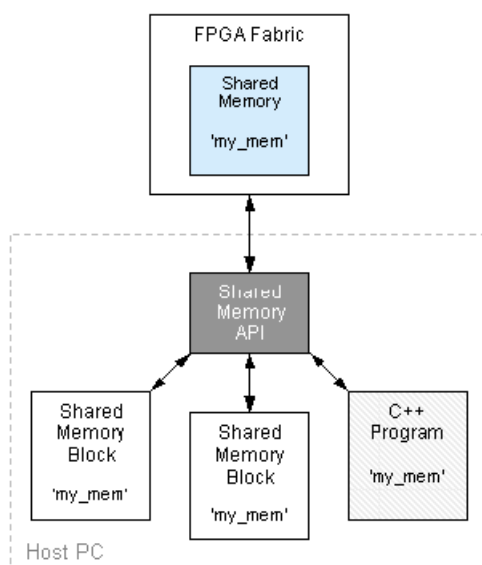 FPGA Fabric
Shared
Memory
'my_mem'
Shared
Memory
API
Shared
Memory
Block
'my_mem'
Shared
Memory
Block
'my_mem'
C++
Program
'my_mem'
Host PC